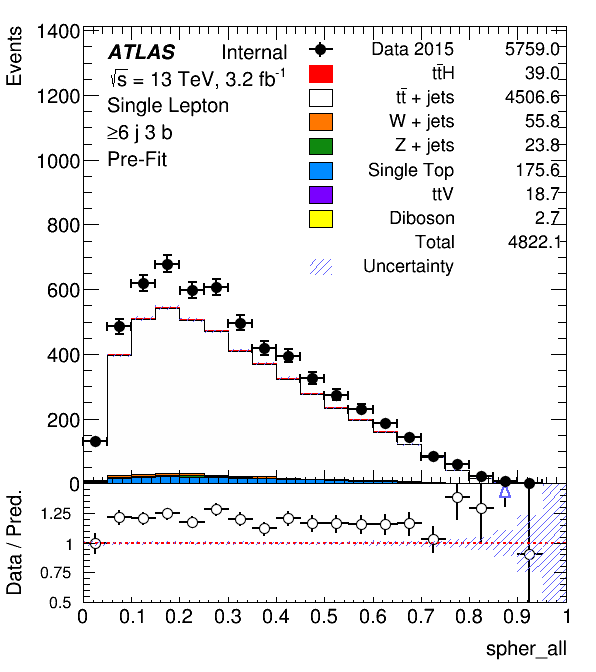 Events
1400
1200
1000
800
600
400
200
0
ATLAS Internal
√s = 13 TeV, 3.2 fb⁻¹
Single Lepton
≥6 j 3 b
Pre-Fit
Data 2015 5759.0
tt̄H 39.0
tt̄ + jets 4506.6
W + jets 55.8
Z + jets 23.8
Single Top 175.6
ttV 18.7
Diboson 2.7
Total 4822.1
Uncertainty
Data / Pred.
1.25
1
0.75
0.5
0 0.1 0.2 0.3 0.4 0.5 0.6 0.7 0.8 0.9 1
spher_all